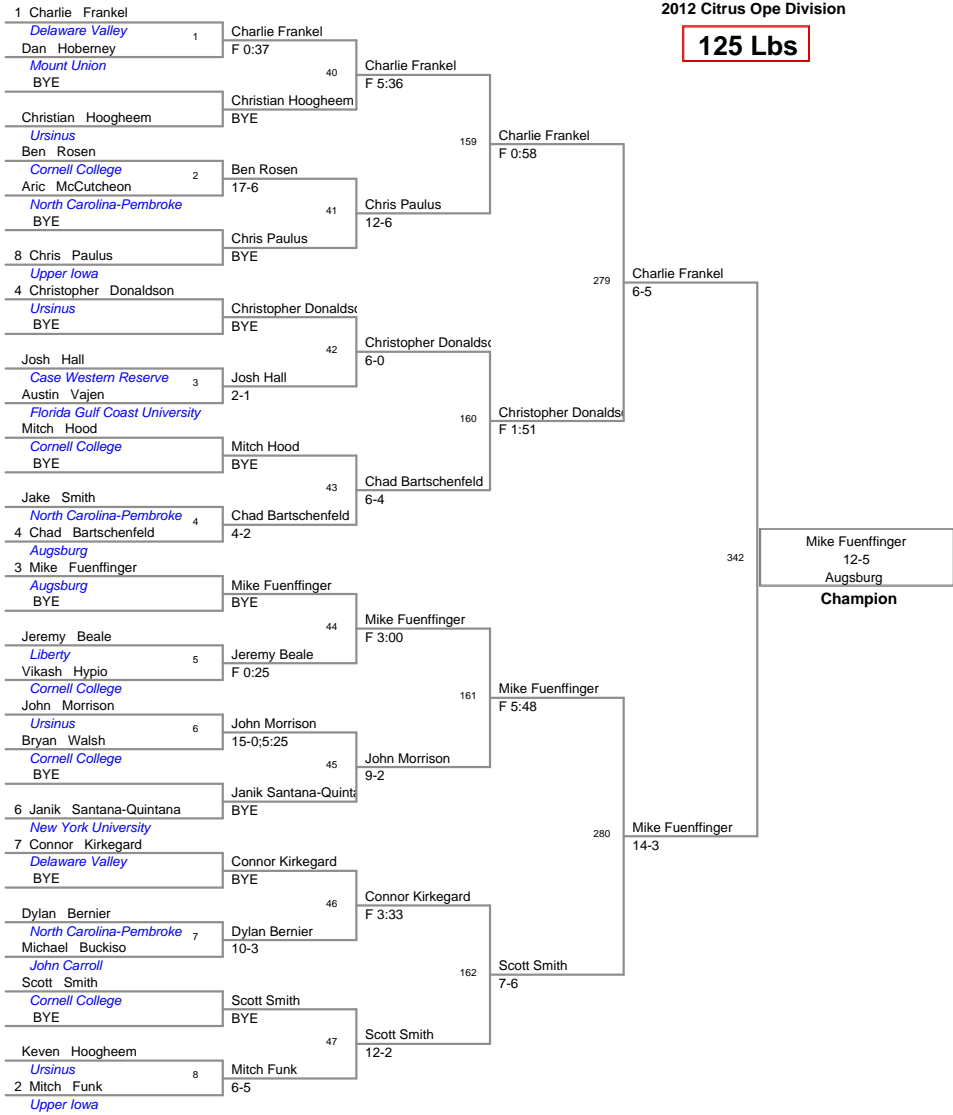 2012 Citrus Ope Division
125 Lbs
1 Charlie Frankel
Delaware Valley
1
Dan Hoberney
Mount Union
BYE
Christian Hoogheem
Ursinus
Ben Rosen
Cornell College
2
Aric McCutcheon
North Carolina-Pembroke
BYE
8 Chris Paulus
Upper Iowa
4 Christopher Donaldson
Ursinus
BYE
Josh Hall
Case Western Reserve
3
Austin Vajen
Florida Gulf Coast University
Mitch Hood
Cornell College
BYE
Jake Smith
North Carolina-Pembroke
4
4 Chad Bartschenfeld
Augsburg
3 Mike Fuenffinger
Augsburg
BYE
Jeremy Beale
Liberty
5
Vikash Hypio
Cornell College
John Morrison
Ursinus
6
Bryan Walsh
Cornell College
BYE
6 Janik Santana-Quintana
New York University
7 Connor Kirkegard
Delaware Valley
BYE
Dylan Bernier
North Carolina-Pembroke
7
Michael Buckiso
John Carroll
Scott Smith
Cornell College
BYE
Keven Hoogheem
Ursinus
8
2 Mitch Funk
Upper Iowa
Charlie Frankel
F 0:37
40
Christian Hoogheem
BYE
Ben Rosen
17-6
41
Chris Paulus
BYE
Christopher Donaldso
BYE
42
Josh Hall
2-1
Mitch Hood
BYE
43
Chad Bartschenfeld
4-2
Mike Fuenffinger
BYE
44
Jeremy Beale
F 0:25
John Morrison
15-0;5:25
45
Janik Santana-Quinta
BYE
Connor Kirkegard
BYE
46
Dylan Bernier
10-3
Scott Smith
BYE
47
Mitch Funk
6-5
Charlie Frankel
F 5:36
159
Chris Paulus
12-6
Christopher Donaldso
6-0
160
Chad Bartschenfeld
6-4
Mike Fuenffinger
F 3:00
161
John Morrison
9-2
Connor Kirkegard
F 3:33
162
Scott Smith
12-2
Charlie Frankel
F 0:58
279
Christopher Donaldso
F 1:51
Mike Fuenffinger
F 5:48
280
Scott Smith
7-6
Charlie Frankel
6-5
342
Mike Fuenffinger
14-3
Mike Fuenffinger
12-5
Augsburg
Champion